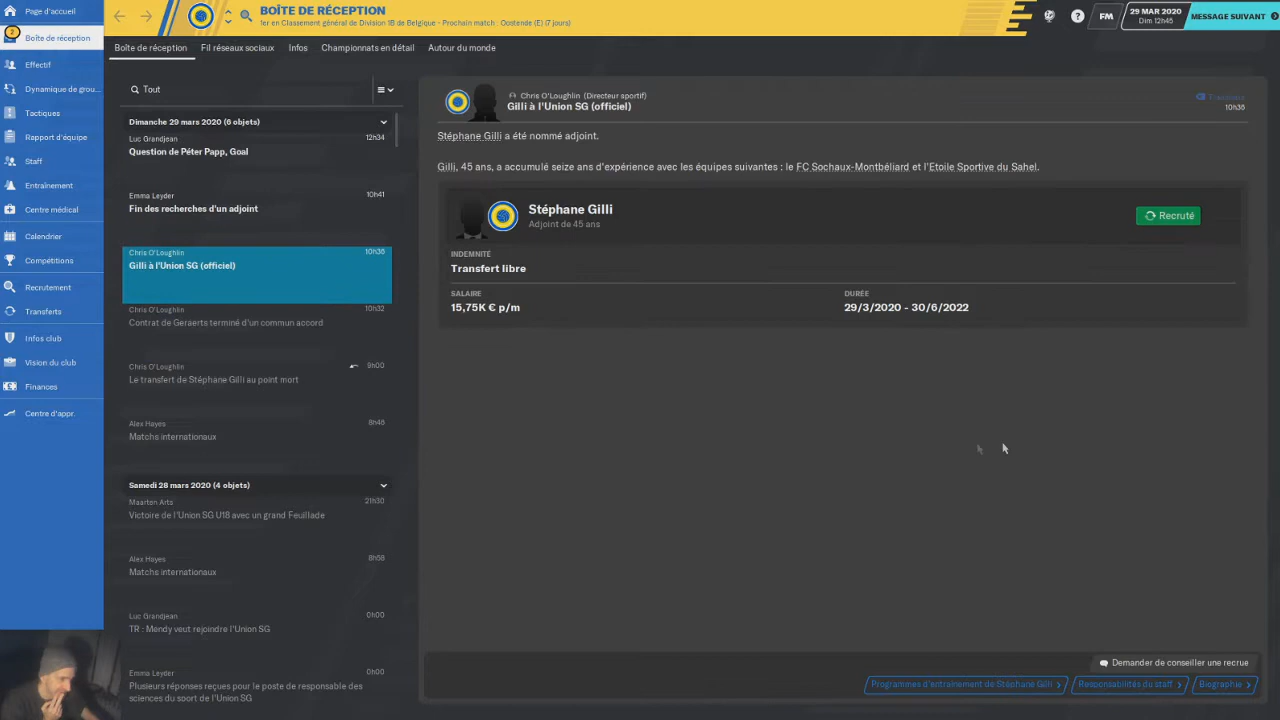 Page d'accueil
2
Boîte de réception
Effectif
Dynamique de grou...
Tactiques
Rapport d'équipe
Staff
Entraînement
Centre médical
Calendrier
Compétitions
Recrutement
Transferts
Infos club
Vision du club
Finances
Centre d'appr.
BOÎTE DE RÉCEPTION
1er en Classement général de Division 1B de Belgique - Prochain match : Oostende (E) (7 jours)
FM
29 MAR 2020
Dim 12h45
MESSAGE SUIVANT
Boîte de réception
Fil réseaux sociaux
Infos
Championnats en détail
Autour du monde
Tout
Dimanche 29 mars 2020 (6 objets)
Luc Grandjean 12h34
Question de Péter Papp, Goal
Emma Leyder 10h41
Fin des recherches d'un adjoint
Chris O'Loughlin 10h36
Gilli à l'Union SG (officiel)
Chris O'Loughlin 10h32
Contrat de Geraerts terminé d'un commun accord
Chris O'Loughlin 9h00
Le transfert de Stéphane Gilli au point mort
Alex Hayes 8h46
Matchs internationaux
Samedi 28 mars 2020 (4 objets)
Maarten Arts 21h30
Victoire de l'Union SG U18 avec un grand Feuillade
Alex Hayes 8h58
Matchs internationaux
Luc Grandjean 0h00
TR : Mendy veut rejoindre l'Union SG
Emma Leyder 0h00
Plusieurs réponses reçues pour le poste de responsable des
sciences du sport de l'Union SG
Chris O'Loughlin (Directeur sportif)
Gilli à l'Union SG (officiel)
Transferts
10h36
Stéphane Gilli a été nommé adjoint.
Gilli, 45 ans, a accumulé seize ans d'expérience avec les équipes suivantes : le FC Sochaux-Montbéliard et l'Etoile Sportive du Sahel.
Stéphane Gilli
Adjoint de 45 ans
Recruté
INDEMNITÉ
Transfert libre
SALAIRE
15,75K € p/m
DURÉE
29/3/2020 - 30/6/2022
Demander de conseiller une recrue
Programmes d'entraînement de Stéphane Gilli
Responsabilités du staff
Biographie